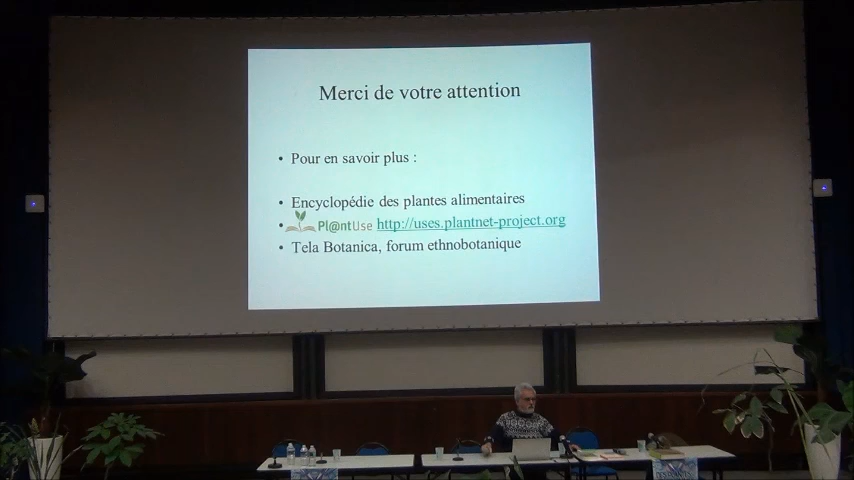 Merci de votre attention
• Pour en savoir plus :
• Encyclopédie des plantes alimentaires
• Pl@ntUse http://uses.plantnet-project.org
• Tela Botanica, forum ethnobotanique